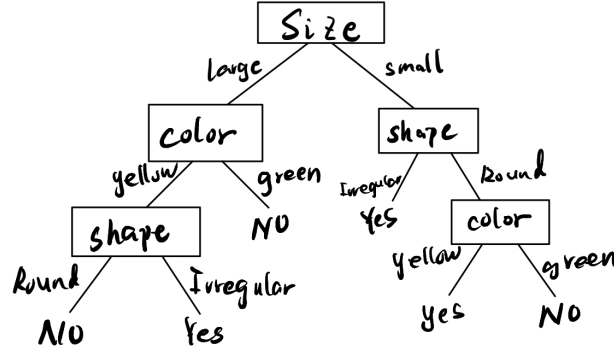 Size
large
small
color
shape
yellow
green
Irregular
Round
shape
NO
Yes
color
Round
Irregular
yellow
green
NO
Yes
yes
NO